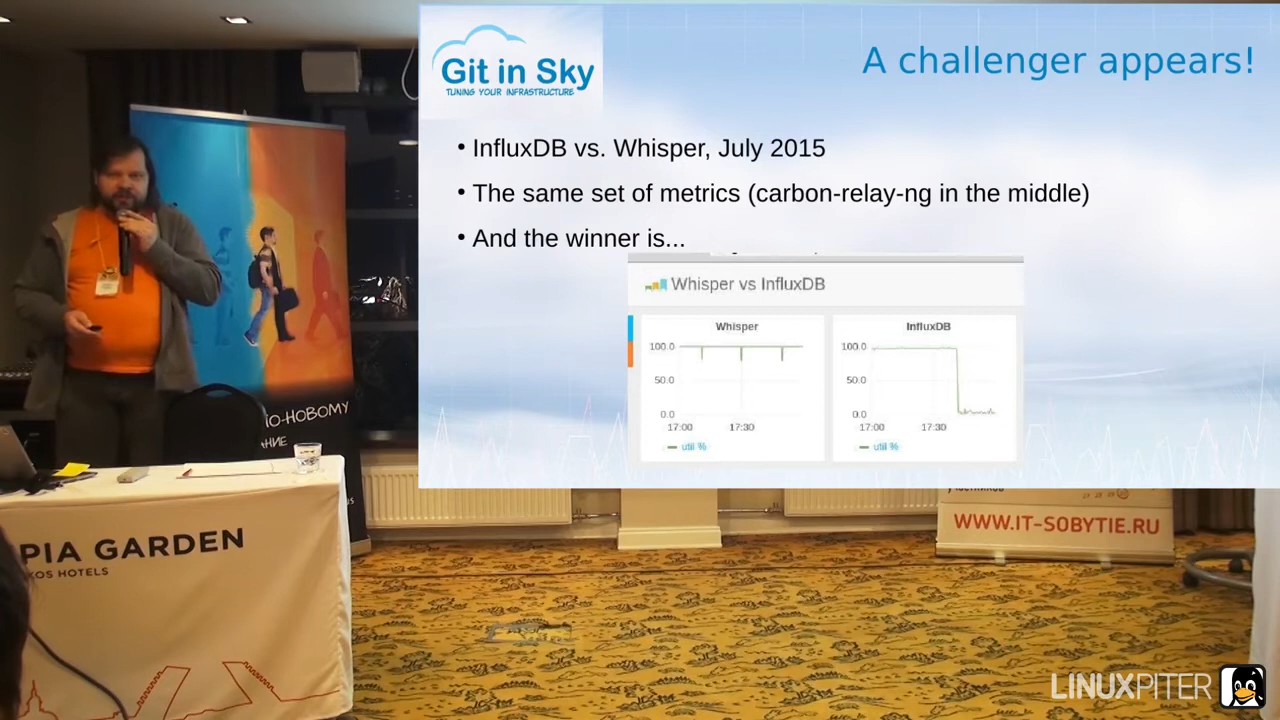 Git in Sky
TUNING YOUR INFRASTRUCTURE
A challenger appears!
• InfluxDB vs. Whisper, July 2015
• The same set of metrics (carbon-relay-ng in the middle)
• And the winner is...
Whisper vs InfluxDB
Whisper
100.0
50.0
0.0
17:00 17:30
util %
InfluxDB
100.0
50.0
0.0
17:00 17:30
util %
ПО-НОВОМУ
PIA GARDEN
KOS HOTELS
WWW.IT-SOBYTIE.RU
LINUXPITER